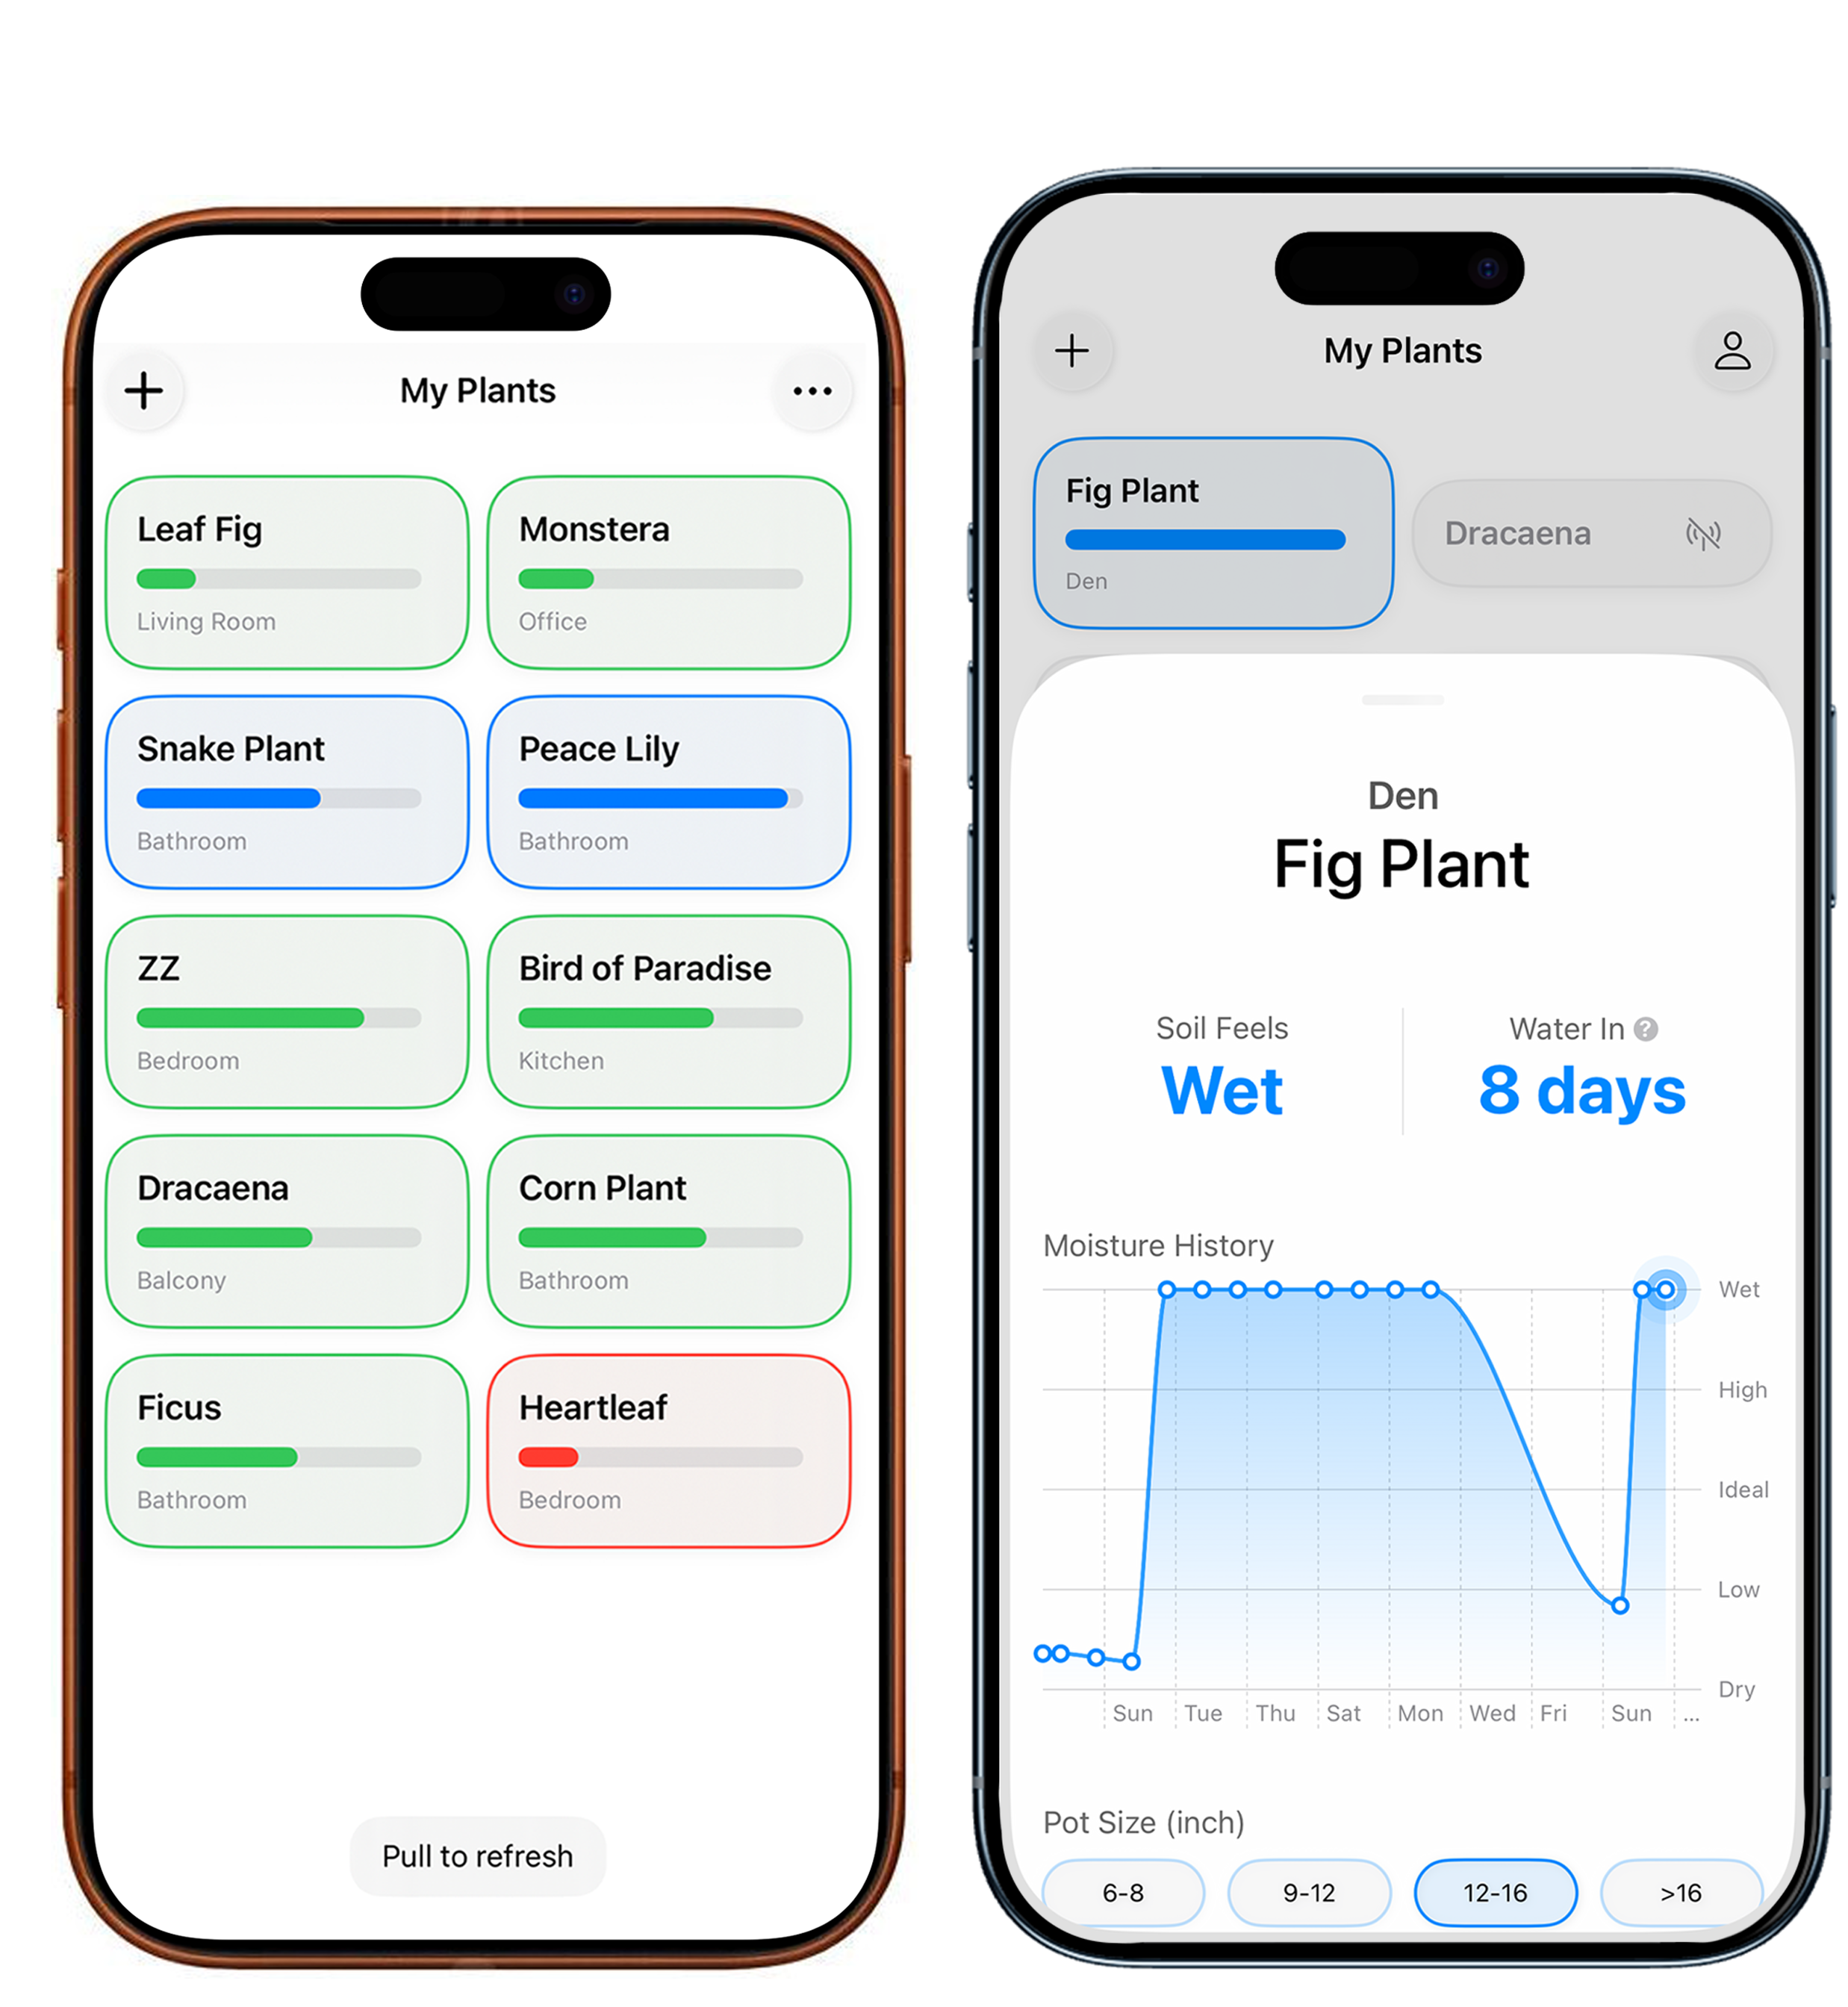 My Plants
Leaf Fig
Living Room
Monstera
Office
Snake Plant
Bathroom
Peace Lily
Bathroom
ZZ
Bedroom
Bird of Paradise
Kitchen
Dracaena
Balcony
Corn Plant
Bathroom
Ficus
Bathroom
Heartleaf
Bedroom
Pull to refresh
My Plants
Fig Plant
Den
Dracaena
Den
Fig Plant
Soil Feels
Wet
Water In ?
8 days
Moisture History
Wet
High
Ideal
Low
Dry
Sun Tue Thu Sat Mon Wed Fri Sun ...
Pot Size (inch)
6-8 9-12 12-16 >16